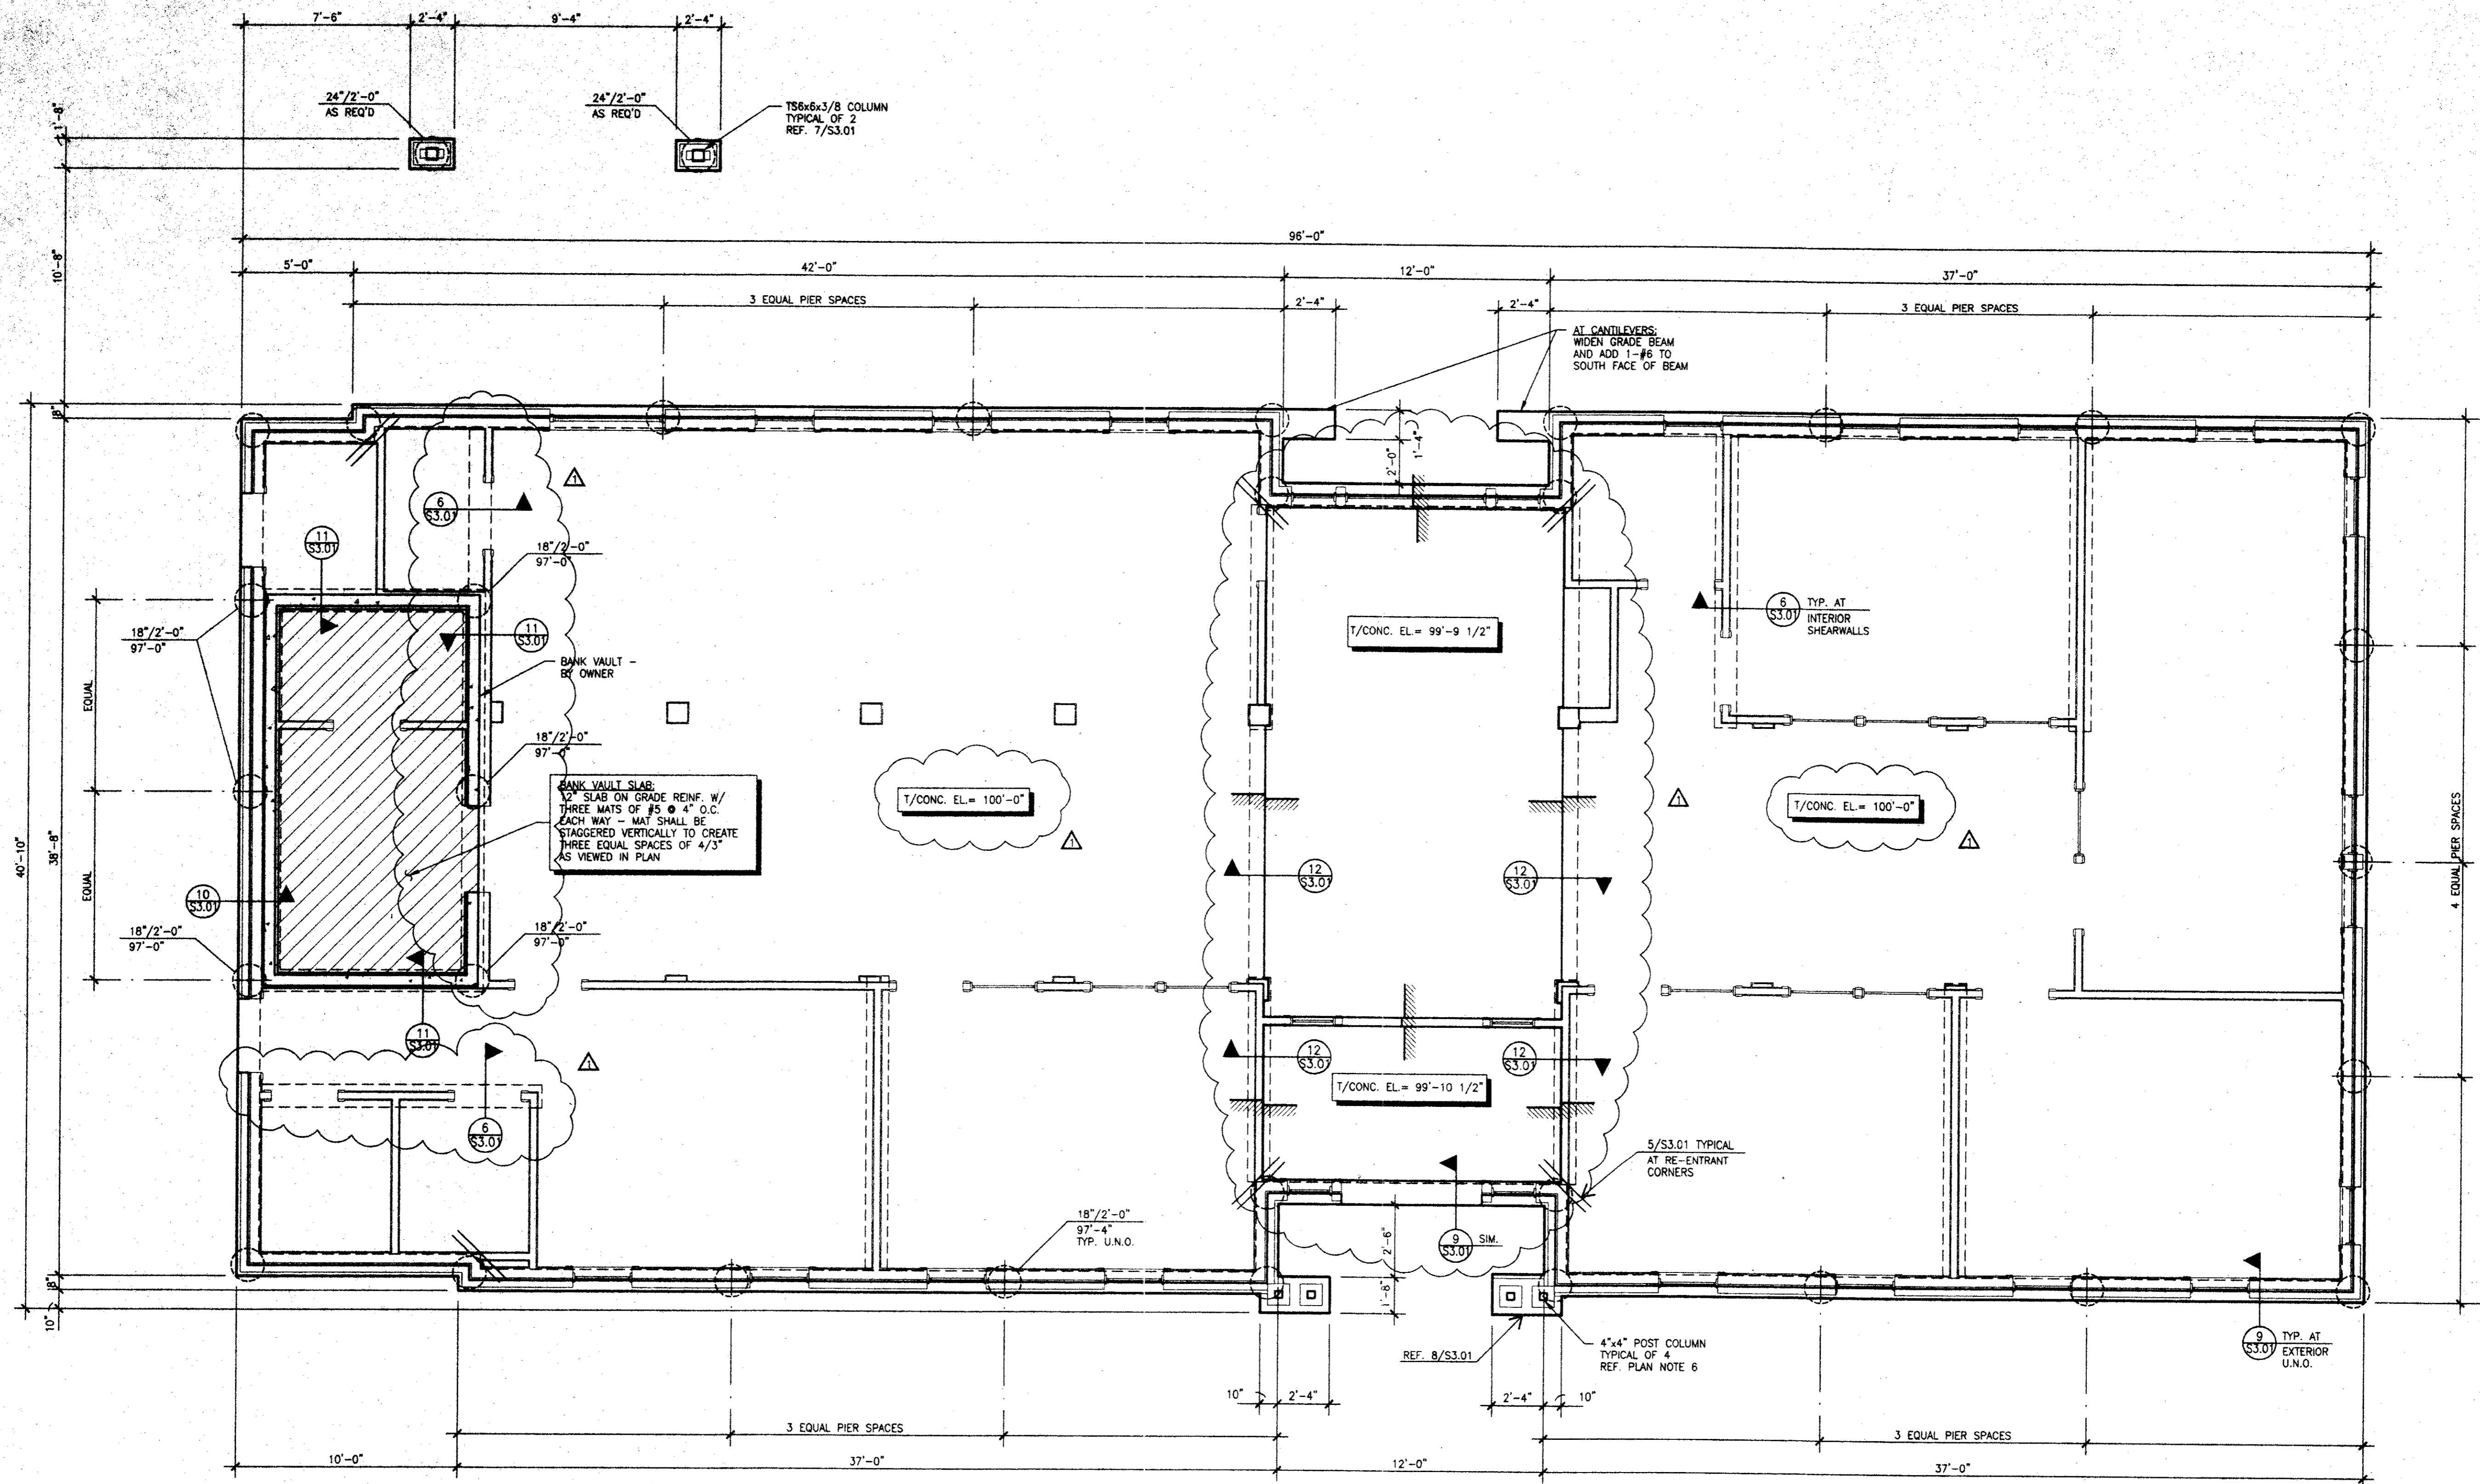 7'-6"
2'-4"
9'-4"
2'-4"
24"/2'-0"
AS REQ'D
24"/2'-0"
AS REQ'D
TS6x6x3/8 COLUMN
TYPICAL OF 2
REF. 7/S3.01
1'-8"
10'-8"
96'-0"
5'-0"
42'-0"
12'-0"
37'-0"
3 EQUAL PIER SPACES
2'-4"
2'-4"
3 EQUAL PIER SPACES
AT CANTILEVERS:
WIDEN GRADE BEAM
AND ADD 1-#6 TO
SOUTH FACE OF BEAM
8"
1'-4"
2'-0"
1
6
S3.01
11
S3.01
18"/2'-0"
97'-0"
18"/2'-0"
97'-0"
11
S3.01
BANK VAULT -
BY OWNER
T/CONC. EL.= 99'-9 1/2"
6
S3.01
TYP. AT
INTERIOR
SHEARWALLS
EQUAL
18"/2'-0"
97'-0"
BANK VAULT SLAB:
12" SLAB ON GRADE REINF. W/
THREE MATS OF #5 @ 4" O.C.
EACH WAY - MAT SHALL BE
STAGGERED VERTICALLY TO CREATE
THREE EQUAL SPACES OF 4/3"
AS VIEWED IN PLAN
T/CONC. EL.= 100'-0"
1
1
T/CONC. EL.= 100'-0"
1
40'-10"
38'-8"
EQUAL
4 EQUAL PIER SPACES
10
S3.01
12
S3.01
12
S3.01
18"/2'-0"
97'-0"
18"/2'-0"
97'-0"
11
S3.01
1
12
S3.01
12
S3.01
T/CONC. EL.= 99'-10 1/2"
6
S3.01
5/S3.01 TYPICAL
AT RE-ENTRANT
CORNERS
18"/2'-0"
97'-4"
TYP. U.N.O.
2'-6"
9
S3.01
SIM.
8"
10"
1'-8"
REF. 8/S3.01
4"x4" POST COLUMN
TYPICAL OF 4
REF. PLAN NOTE 6
9
S3.01
TYP. AT
EXTERIOR
U.N.O.
10"
2'-4"
2'-4"
10"
3 EQUAL PIER SPACES
3 EQUAL PIER SPACES
10'-0"
37'-0"
12'-0"
37'-0"